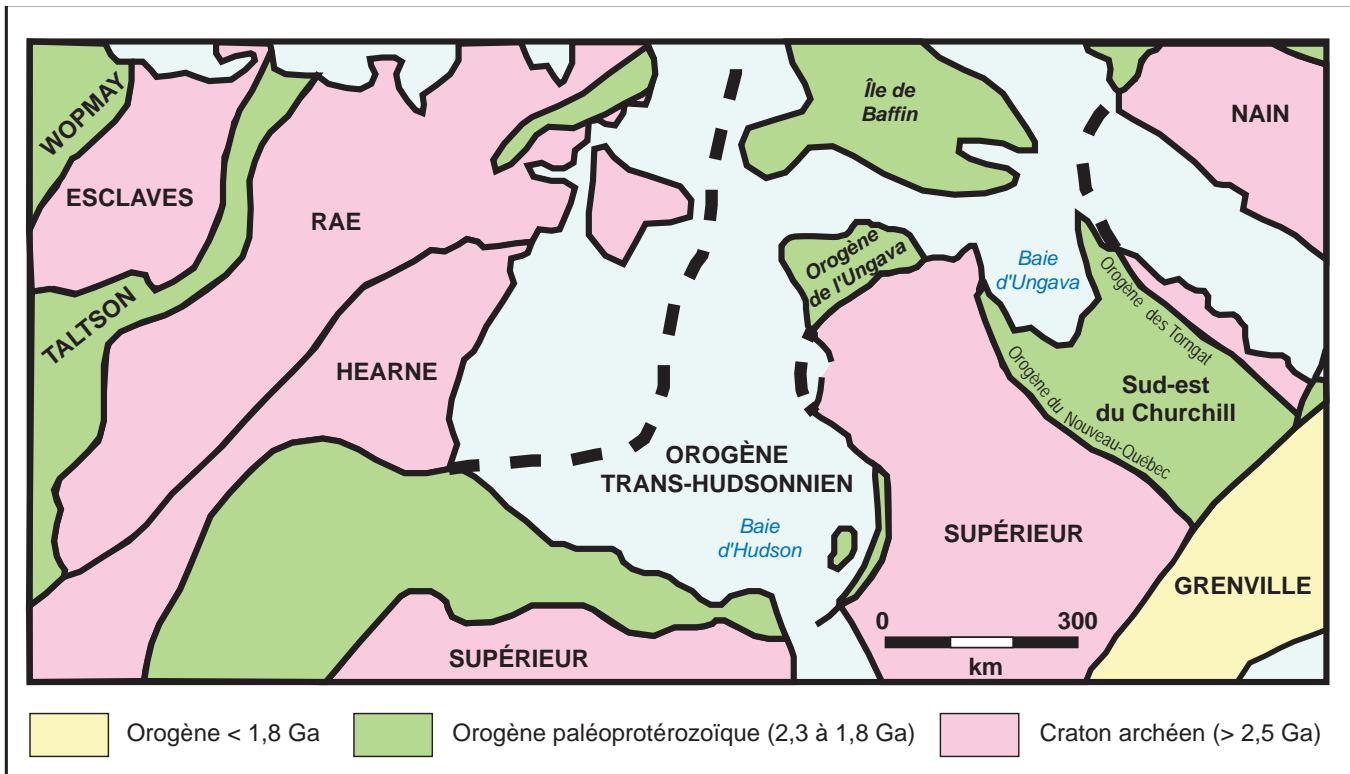 WOPMAY
Île de
Baffin
NAIN
ESCLAVES
RAE
Orogène
de l'Ungava
Baie
d'Ungava
Orogène des Torngat
TALTSON
HEARNE
Orogène du Nouveau-Québec
Sud-est
du Churchill
OROGÈNE
TRANS-HUDSONNIEN
Baie
d'Hudson
SUPÉRIEUR
GRENVILLE
0 300
km
SUPÉRIEUR
Orogène < 1,8 Ga
Orogène paléoprotérozoïque (2,3 à 1,8 Ga)
Craton archéen (> 2,5 Ga)